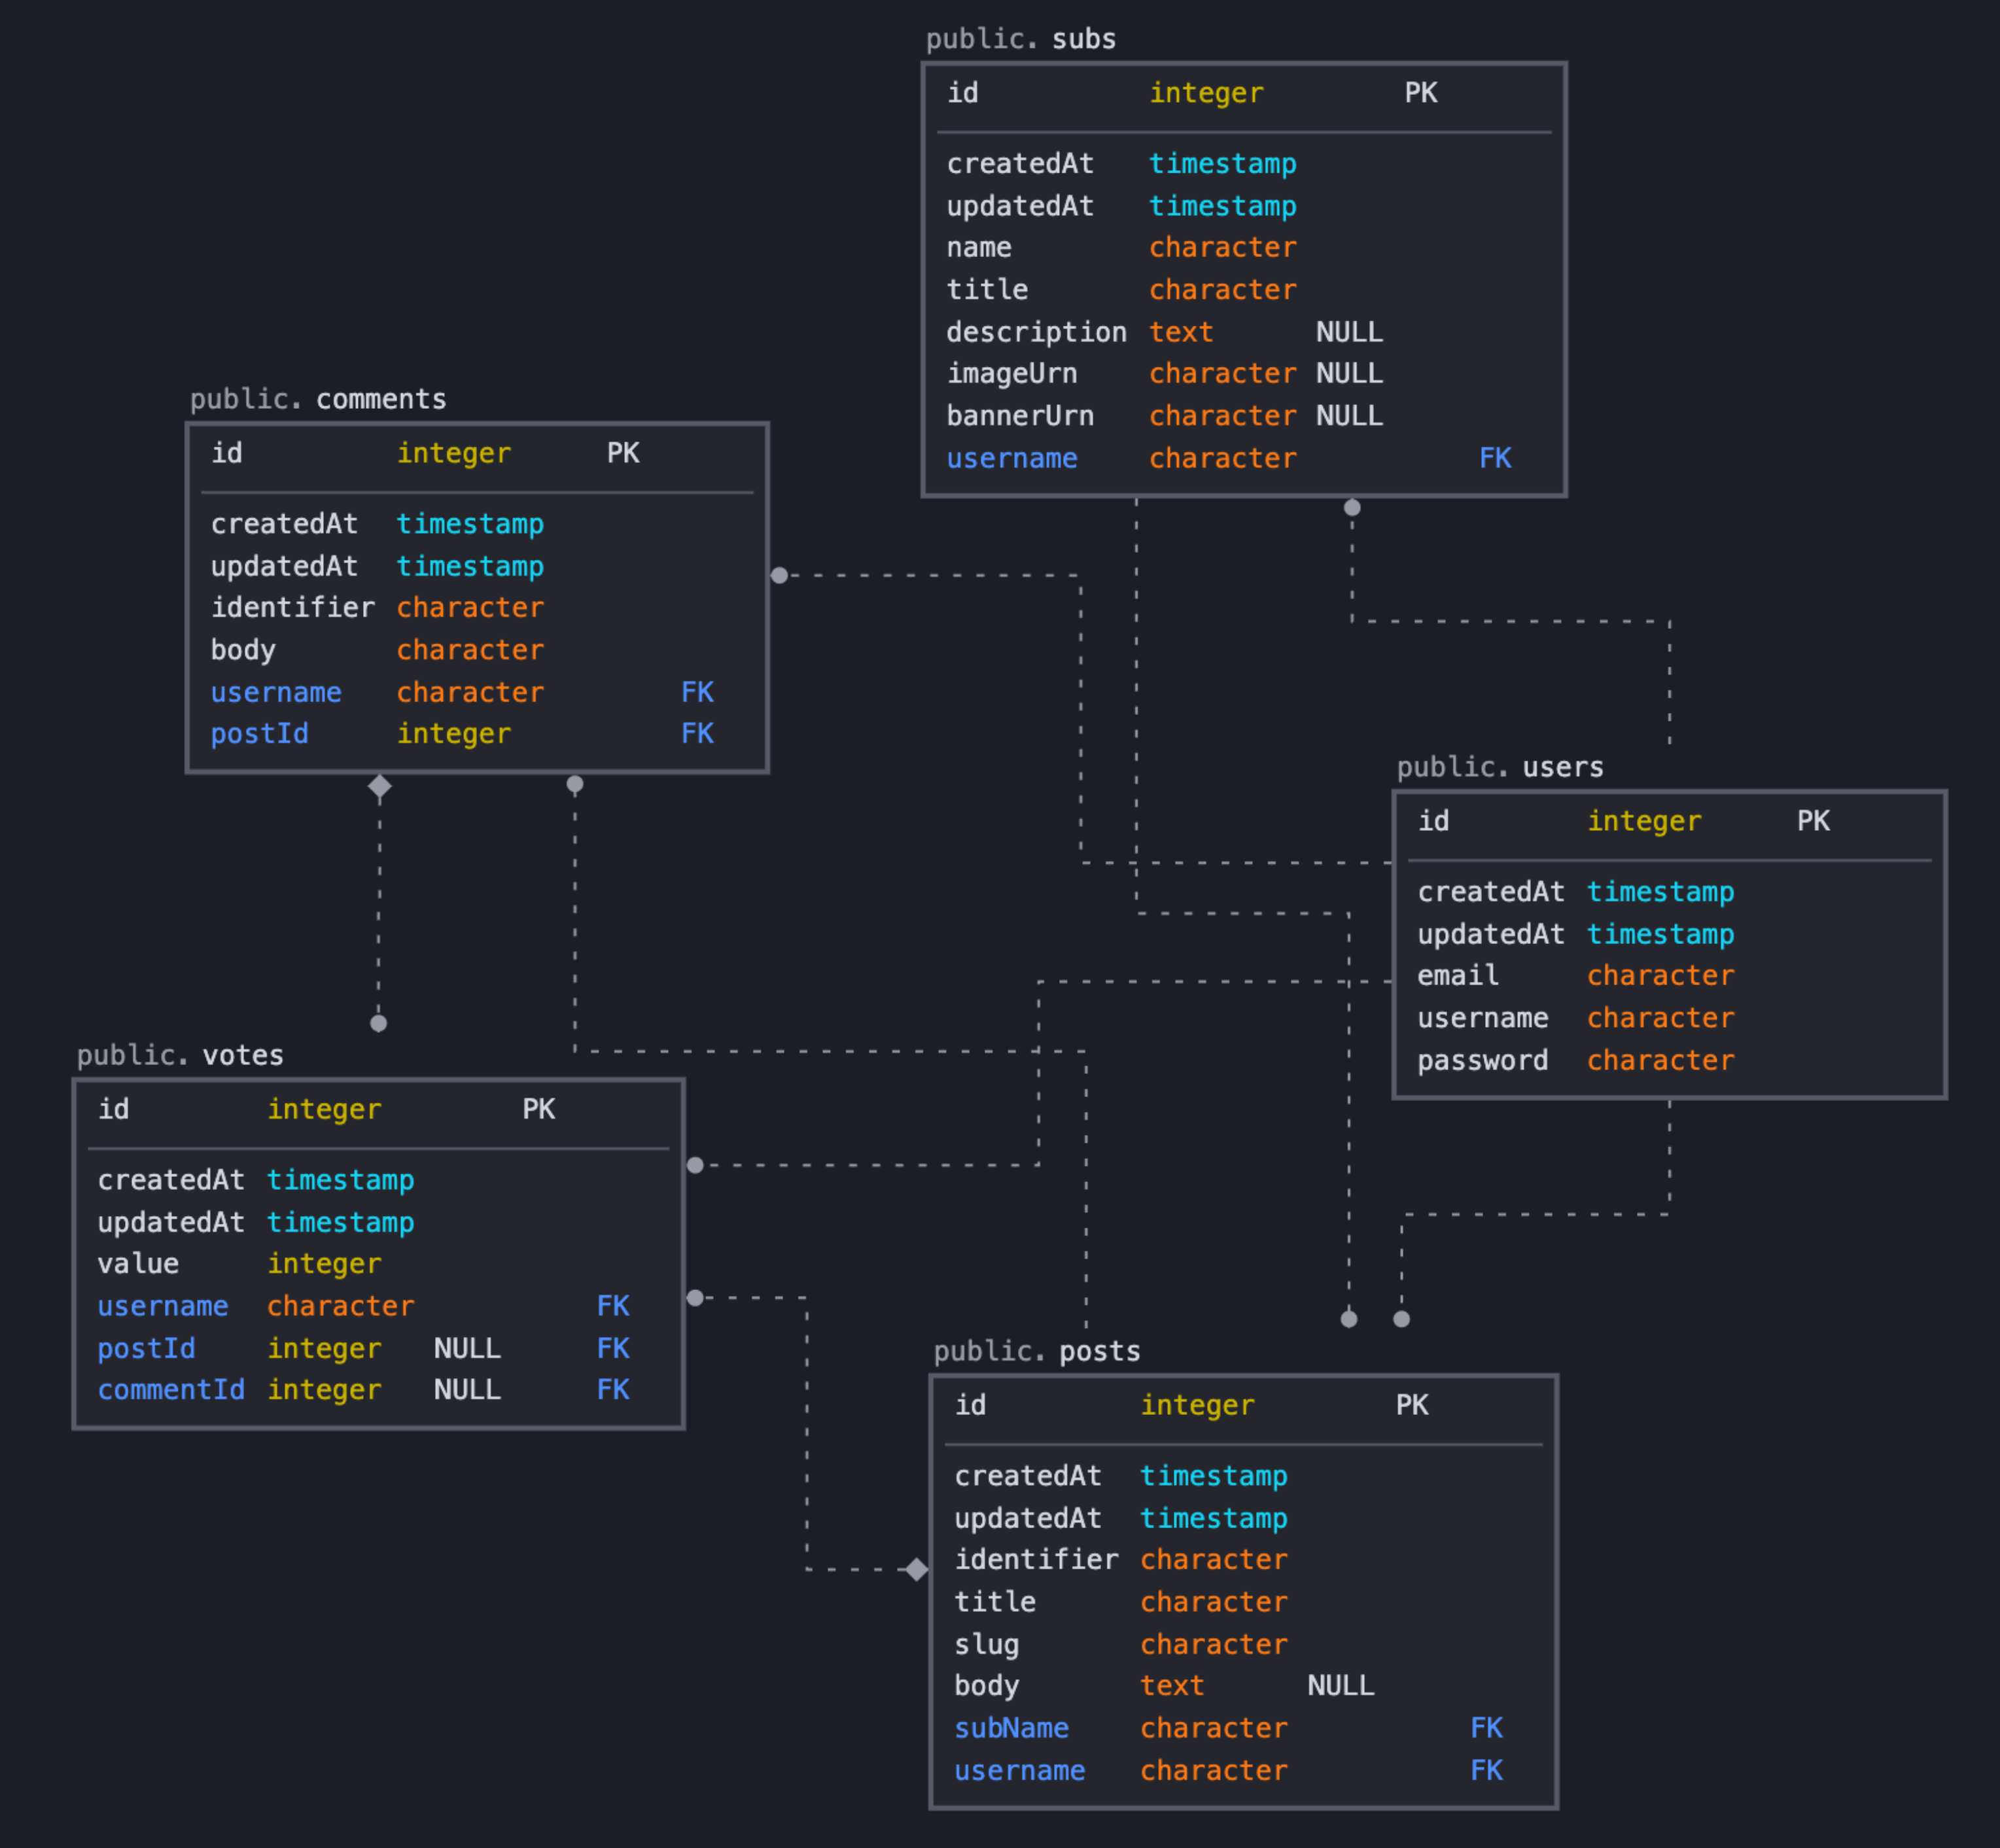 public. subs
id integer PK
createdAt timestamp
updatedAt timestamp
name character
title character
description text NULL
imageUrn character NULL
bannerUrn character NULL
username character FK
public. comments
id integer PK
createdAt timestamp
updatedAt timestamp
identifier character
body character
username character FK
postId integer FK
public. users
id integer PK
createdAt timestamp
updatedAt timestamp
email character
username character
password character
public. votes
id integer PK
createdAt timestamp
updatedAt timestamp
value integer
username character FK
postId integer NULL FK
commentId integer NULL FK
public. posts
id integer PK
createdAt timestamp
updatedAt timestamp
identifier character
title character
slug character
body text NULL
subName character FK
username character FK